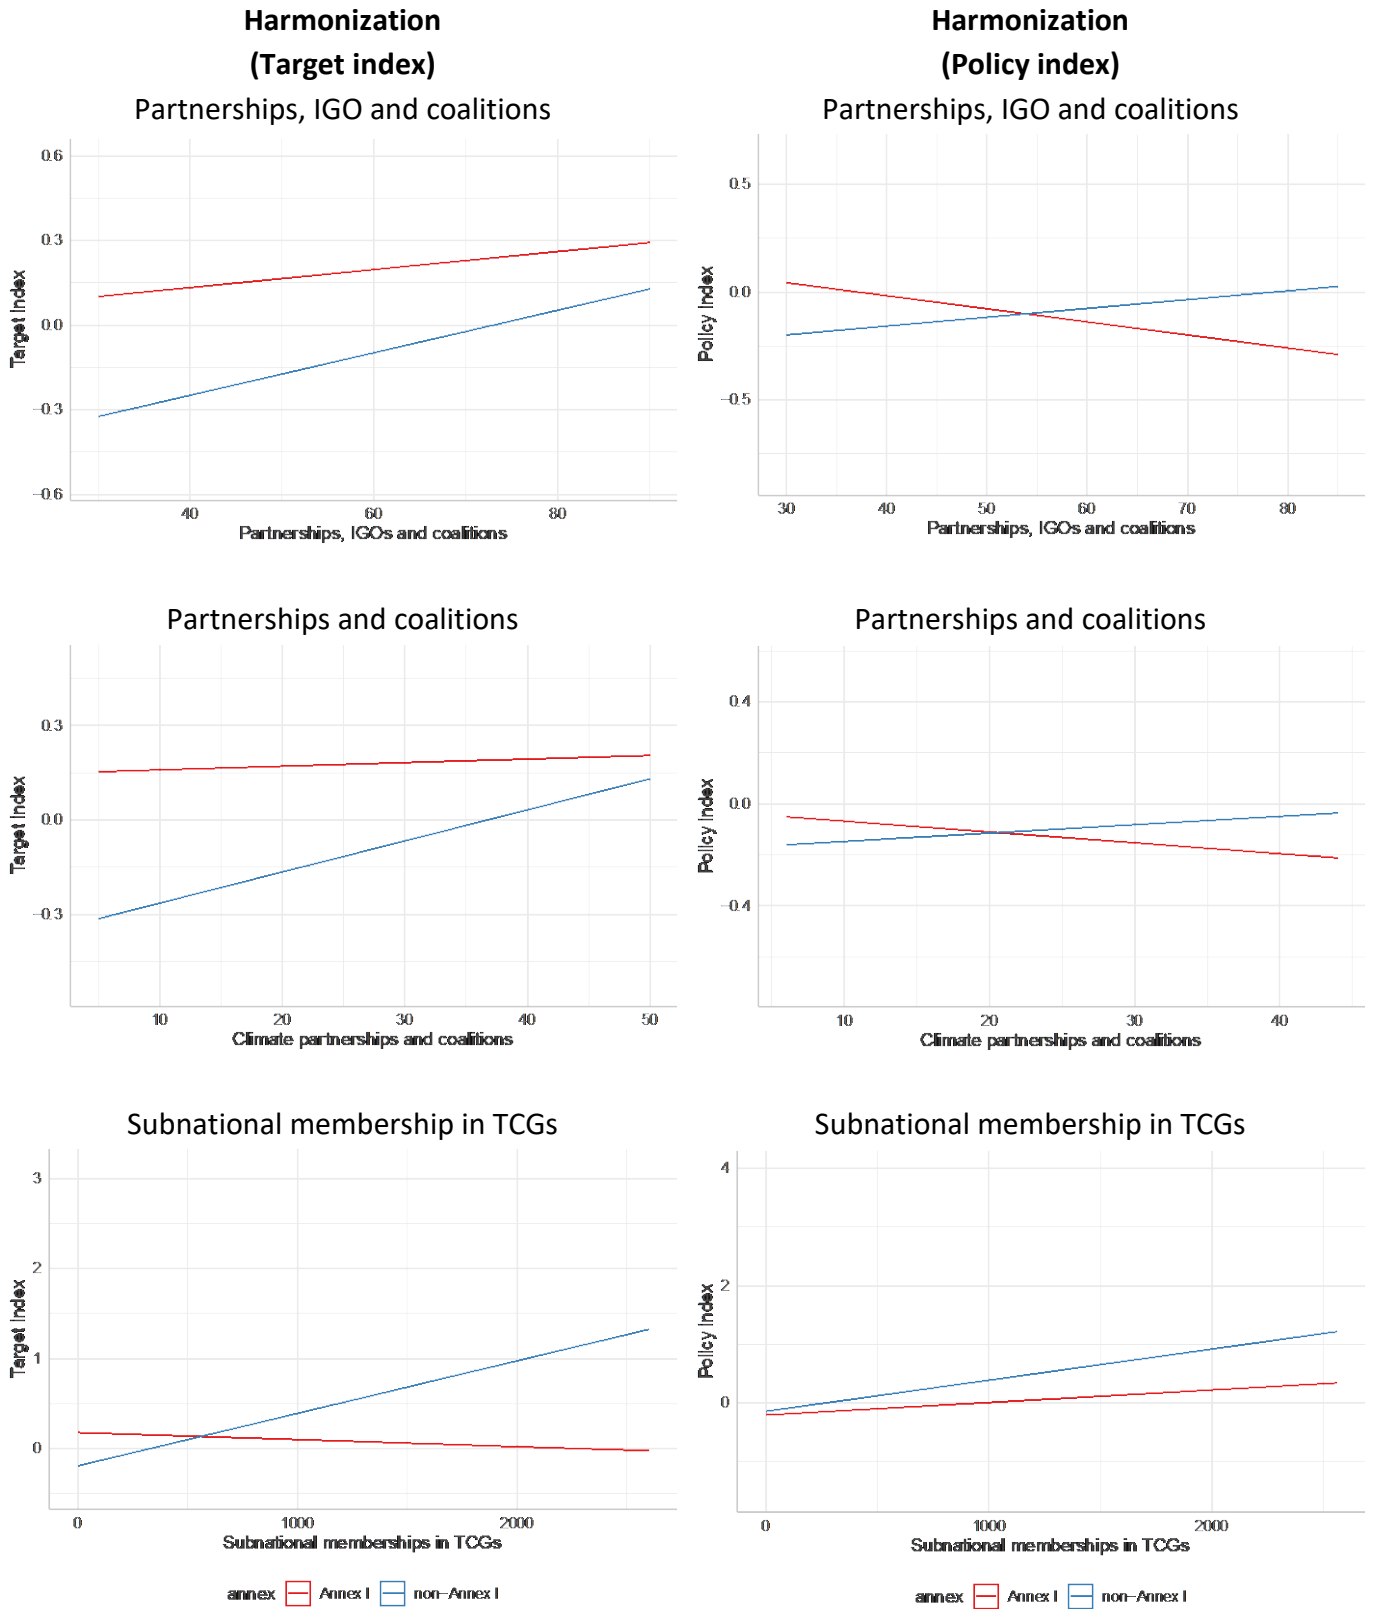 Harmonization
(Target index)
Partnerships, IGO and coalitions
0.6
0.3
0.0
−0.3
−0.6
Target Index
40 60 80
Partnerships, IGOs and coalitions
Harmonization
(Policy index)
Partnerships, IGO and coalitions
0.5
0.0
−0.5
Policy Index
30 40 50 60 70 80
Partnerships, IGOs and coalitions
Partnerships and coalitions
0.3
0.0
−0.3
Target Index
10 20 30 40 50
Climate partnerships and coalitions
Partnerships and coalitions
0.4
0.0
−0.4
Policy Index
10 20 30 40
Climate partnerships and coalitions
Subnational membership in TCGs
3
2
1
0
Target Index
0 1000 2000
Subnational memberships in TCGs
annex Annex I non−Annex I
Subnational membership in TCGs
4
2
0
Policy Index
0 1000 2000
Subnational memberships in TCGs
annex Annex I non−Annex I